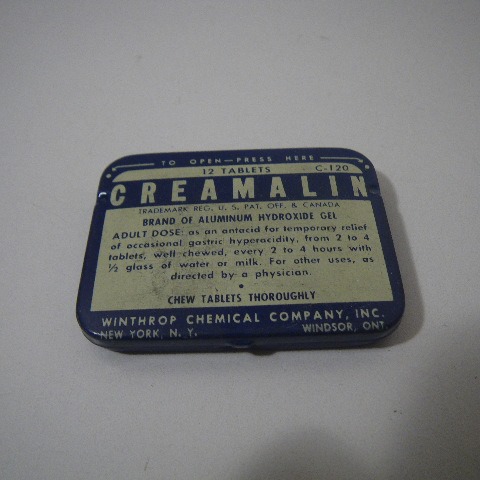 TO OPEN—PRESS HERE
12 TABLETS C-120
CREAMALIN
TRADEMARK REG. U. S. PAT. OFF. & CANADA
BRAND OF ALUMINUM HYDROXIDE GEL
ADULT DOSE: as an antacid for temporary relief
of occasional gastric hyperacidity, from 2 to 4
tablets, well chewed, every 2 to 4 hours with
½ glass of water or milk. For other uses, as
directed by a physician.
•
CHEW TABLETS THOROUGHLY
WINTHROP CHEMICAL COMPANY, INC.
NEW YORK, N. Y. WINDSOR, ONT.